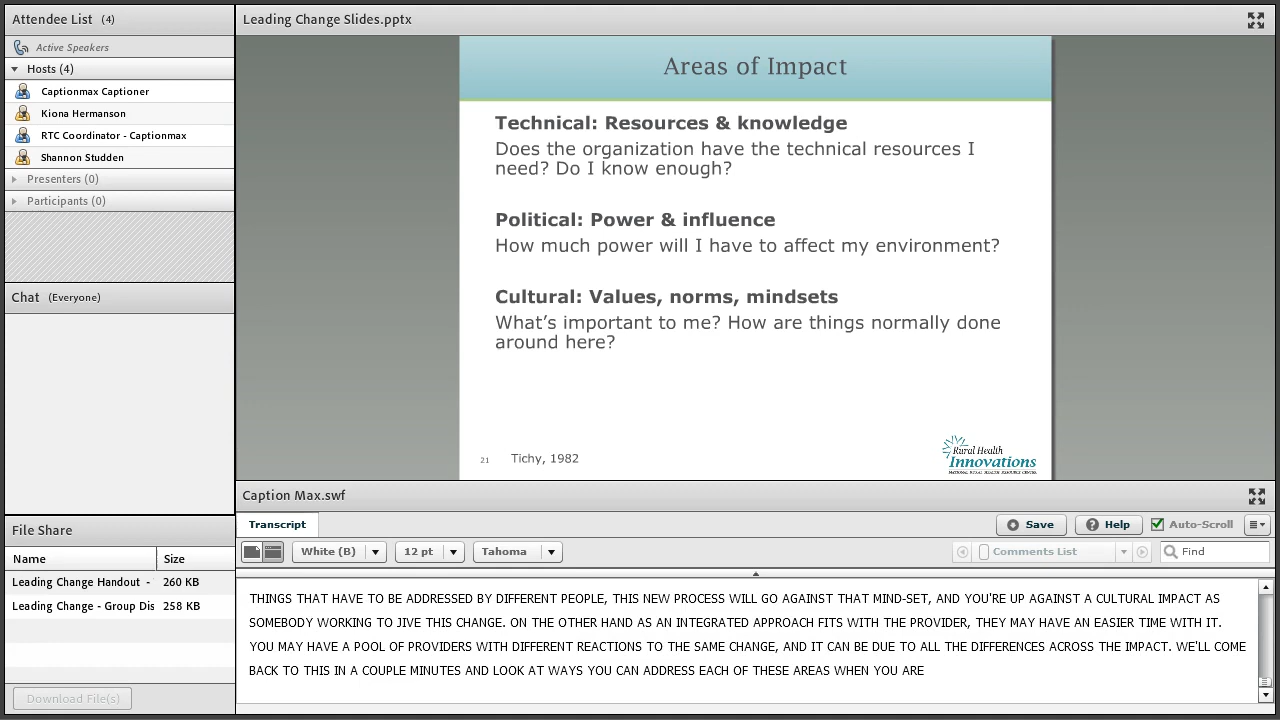 Attendee List (4)
Active Speakers
Hosts (4)
Captionmax Captioner
Kiona Hermanson
RTC Coordinator - Captionmax
Shannon Studden
Presenters (0)
Participants (0)
Chat (Everyone)
File Share
Name Size
Leading Change Handout - 260 KB
Leading Change - Group Dis 258 KB
Download File(s)
Leading Change Slides.pptx
Areas of Impact
Technical: Resources & knowledge
Does the organization have the technical resources I
need? Do I know enough?
Political: Power & influence
How much power will I have to affect my environment?
Cultural: Values, norms, mindsets
What's important to me? How are things normally done
around here?
21 Tichy, 1982
Rural Health
Innovations
NATIONAL RURAL HEALTH RESOURCE CENTER
Caption Max.swf
Transcript Save Help Auto-Scroll
White (B) 12 pt Tahoma Comments List Find
THINGS THAT HAVE TO BE ADDRESSED BY DIFFERENT PEOPLE, THIS NEW PROCESS WILL GO AGAINST THAT MIND-SET, AND YOU'RE UP AGAINST A CULTURAL IMPACT AS
SOMEBODY WORKING TO JIVE THIS CHANGE. ON THE OTHER HAND AS AN INTEGRATED APPROACH FITS WITH THE PROVIDER, THEY MAY HAVE AN EASIER TIME WITH IT.
YOU MAY HAVE A POOL OF PROVIDERS WITH DIFFERENT REACTIONS TO THE SAME CHANGE, AND IT CAN BE DUE TO ALL THE DIFFERENCES ACROSS THE IMPACT. WE'LL COME
BACK TO THIS IN A COUPLE MINUTES AND LOOK AT WAYS YOU CAN ADDRESS EACH OF THESE AREAS WHEN YOU ARE